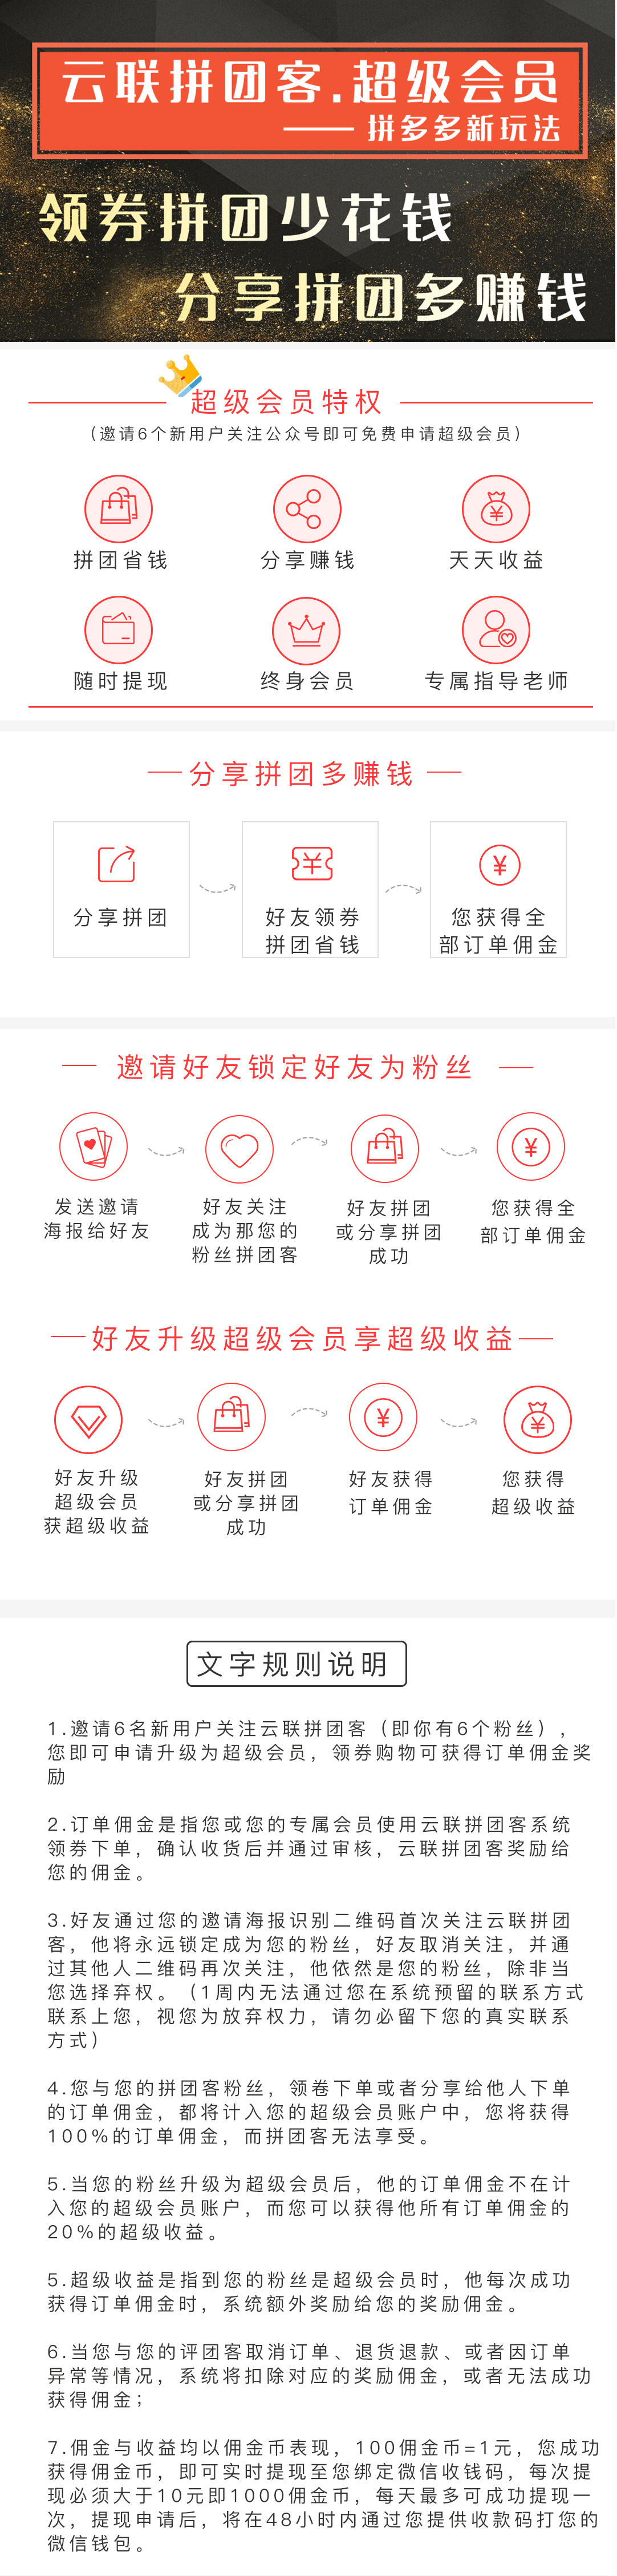 云联拼团客.超级会员
——拼多多新玩法
领券拼团少花钱
分享拼团多赚钱
超级会员特权
（邀请6个新用户关注公众号即可免费申请超级会员）
拼团省钱 分享赚钱 天天收益
随时提现 终身会员 专属指导老师
分享拼团多赚钱
分享拼团
好友领券
拼团省钱
您获得全
部订单佣金
邀请好友锁定好友为粉丝
发送邀请
海报给好友
好友关注
成为那您的
粉丝拼团客
好友拼团
或分享拼团
成功
您获得全
部订单佣金
好友升级超级会员享超级收益
好友升级
超级会员
获超级收益
好友拼团
或分享拼团
成功
好友获得
订单佣金
您获得
超级收益
文字规则说明
1.邀请6名新用户关注云联拼团客（即你有6个粉丝），
您即可申请升级为超级会员，领券购物可获得订单佣金奖
励
2.订单佣金是指您或您的专属会员使用云联拼团客系统
领券下单，确认收货后并通过审核，云联拼团客奖励给
您的佣金。
3.好友通过您的邀请海报识别二维码首次关注云联拼团
客，他将永远锁定成为您的粉丝，好友取消关注，并通
过其他人二维码再次关注，他依然是您的粉丝，除非当
您选择弃权。（1周内无法通过您在系统预留的联系方式
联系上您，视您为放弃权力，请勿必留下您的真实联系
方式）
4.您与您的拼团客粉丝，领卷下单或者分享给他人下单
的订单佣金，都将计入您的超级会员账户中，您将获得
100%的订单佣金，而拼团客无法享受。
5.当您的粉丝升级为超级会员后，他的订单佣金不在计
入您的超级会员账户，而您可以获得他所有订单佣金的
20%的超级收益。
5.超级收益是指到您的粉丝是超级会员时，他每次成功
获得订单佣金时，系统额外奖励给您的奖励佣金。
6.当您与您的评团客取消订单、退货退款、或者因订单
异常等情况，系统将扣除对应的奖励佣金，或者无法成功
获得佣金；
7.佣金与收益均以佣金币表现，100佣金币=1元，您成功
获得佣金币，即可实时提现至您绑定微信收钱码，每次提
现必须大于10元即1000佣金币，每天最多可成功提现一
次，提现申请后，将在48小时内通过您提供收款码打您的
微信钱包。